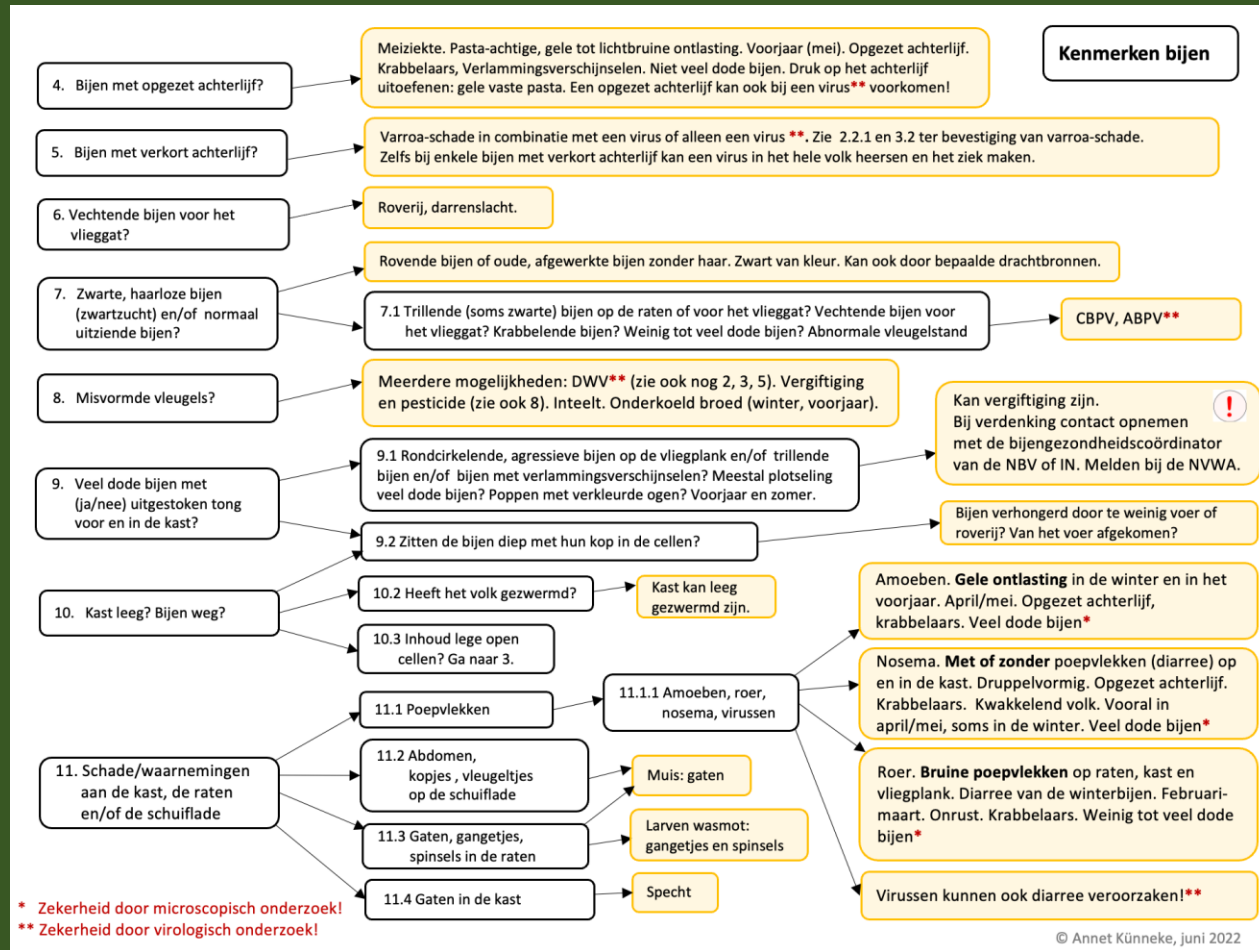 Kenmerken bijen
4. Bijen met opgezet achterlijf?
Meiziekte. Pasta-achtige, gele tot lichtbruine ontlasting. Voorjaar (mei). Opgezet achterlijf.
Krabbelaars, Verlammingsverschijnselen. Niet veel dode bijen. Druk op het achterlijf
uitoefenen: gele vaste pasta. Een opgezet achterlijf kan ook bij een virus** voorkomen!
5. Bijen met verkort achterlijf?
Varroa-schade in combinatie met een virus of alleen een virus **. Zie 2.2.1 en 3.2 ter bevestiging van varroa-schade.
Zelfs bij enkele bijen met verkort achterlijf kan een virus in het hele volk heersen en het ziek maken.
6. Vechtende bijen voor het
vlieggat?
Roverij, darrenslacht.
7. Zwarte, haarloze bijen
(zwartzucht) en/of normaal
uitziende bijen?
Rovende bijen of oude, afgewerkte bijen zonder haar. Zwart van kleur. Kan ook door bepaalde drachtbronnen.
7.1 Trillende (soms zwarte) bijen op de raten of voor het vlieggat? Vechtende bijen voor
het vlieggat? Krabbelende bijen? Weinig tot veel dode bijen? Abnormale vleugelstand
CBPV, ABPV**
8. Misvormde vleugels?
Meerdere mogelijkheden: DWV** (zie ook nog 2, 3, 5). Vergiftiging
en pesticide (zie ook 8). Inteelt. Onderkoeld broed (winter, voorjaar).
9. Veel dode bijen met
(ja/nee) uitgestoken tong
voor en in de kast?
9.1 Rondcirkelende, agressieve bijen op de vliegplank en/of trillende
bijen en/of bijen met verlammingsverschijnselen? Meestal plotseling
veel dode bijen? Poppen met verkleurde ogen? Voorjaar en zomer.
Kan vergiftiging zijn.
!
Bij verdenking contact opnemen
met de bijengezondheidscoördinator
van de NBV of IN. Melden bij de NVWA.
9.2 Zitten de bijen diep met hun kop in de cellen?
Bijen verhongerd door te weinig voer of
roverij? Van het voer afgekomen?
10. Kast leeg? Bijen weg?
10.2 Heeft het volk gezwermd?
Kast kan leeg
gezwermd zijn.
10.3 Inhoud lege open
cellen? Ga naar 3.
11. Schade/waarnemingen
aan de kast, de raten
en/of de schuiflade
11.1 Poepvlekken
11.1.1 Amoeben, roer,
nosema, virussen
Amoeben. Gele ontlasting in de winter en in het
voorjaar. April/mei. Opgezet achterlijf,
krabbelaars. Veel dode bijen*
Nosema. Met of zonder poepvlekken (diarree) op
en in de kast. Druppelvormig. Opgezet achterlijf.
Krabbelaars. Kwakkelend volk. Vooral in
april/mei, soms in de winter. Veel dode bijen*
Roer. Bruine poepvlekken op raten, kast en
vliegplank. Diarree van de winterbijen. Februari-
maart. Onrust. Krabbelaars. Weinig tot veel dode
bijen*
Virussen kunnen ook diarree veroorzaken!**
11.2 Abdomen,
kopjes , vleugeltjes
op de schuiflade
Muis: gaten
11.3 Gaten, gangetjes,
spinsels in de raten
Larven wasmot:
gangetjes en spinsels
11.4 Gaten in de kast
Specht
* Zekerheid door microscopisch onderzoek!
** Zekerheid door virologisch onderzoek!
© Annet Künneke, juni 2022